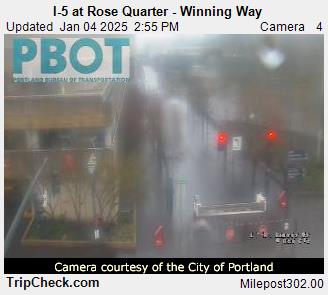 I-5 at Rose Quarter - Winning Way
Updated Jan 04 2025 2:55 PM Camera 4
PBOT
PORTLAND BUREAU OF TRANSPORTATION
Camera courtesy of the City of Portland
TripCheck.com Milepost302.00